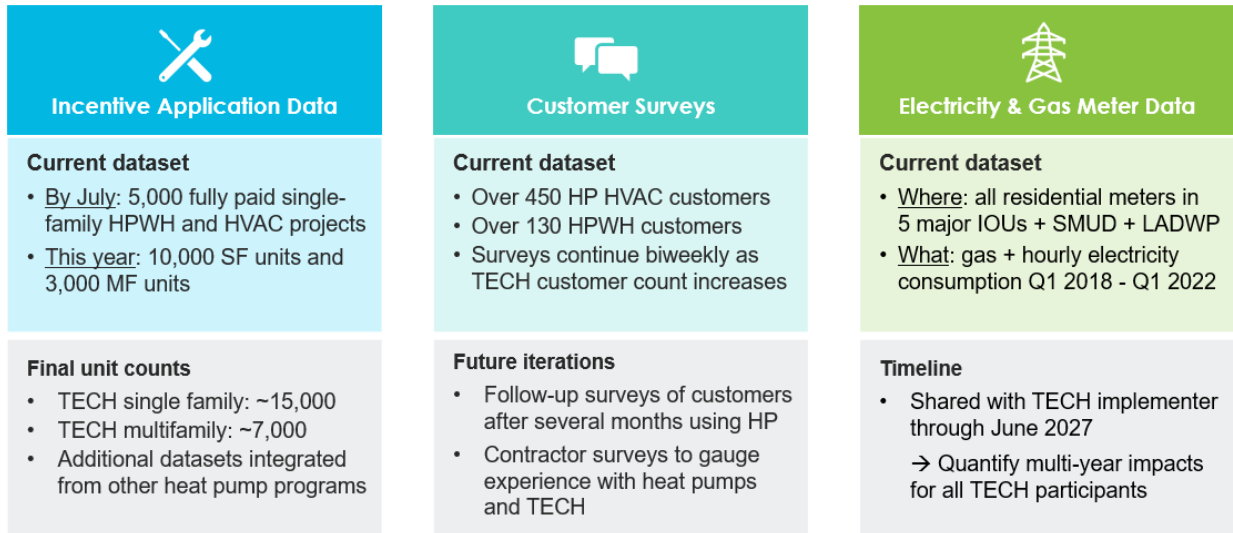 Incentive Application Data
Current dataset
• By July: 5,000 fully paid single-
family HPWH and HVAC projects
• This year: 10,000 SF units and
3,000 MF units
Final unit counts
• TECH single family: ~15,000
• TECH multifamily: ~7,000
• Additional datasets integrated
from other heat pump programs
Customer Surveys
Current dataset
• Over 450 HP HVAC customers
• Over 130 HPWH customers
• Surveys continue biweekly as
TECH customer count increases
Future iterations
• Follow-up surveys of customers
after several months using HP
• Contractor surveys to gauge
experience with heat pumps
and TECH
Electricity & Gas Meter Data
Current dataset
• Where: all residential meters in
5 major IOUs + SMUD + LADWP
• What: gas + hourly electricity
consumption Q1 2018 - Q1 2022
Timeline
• Shared with TECH implementer
through June 2027
→ Quantify multi-year impacts
for all TECH participants